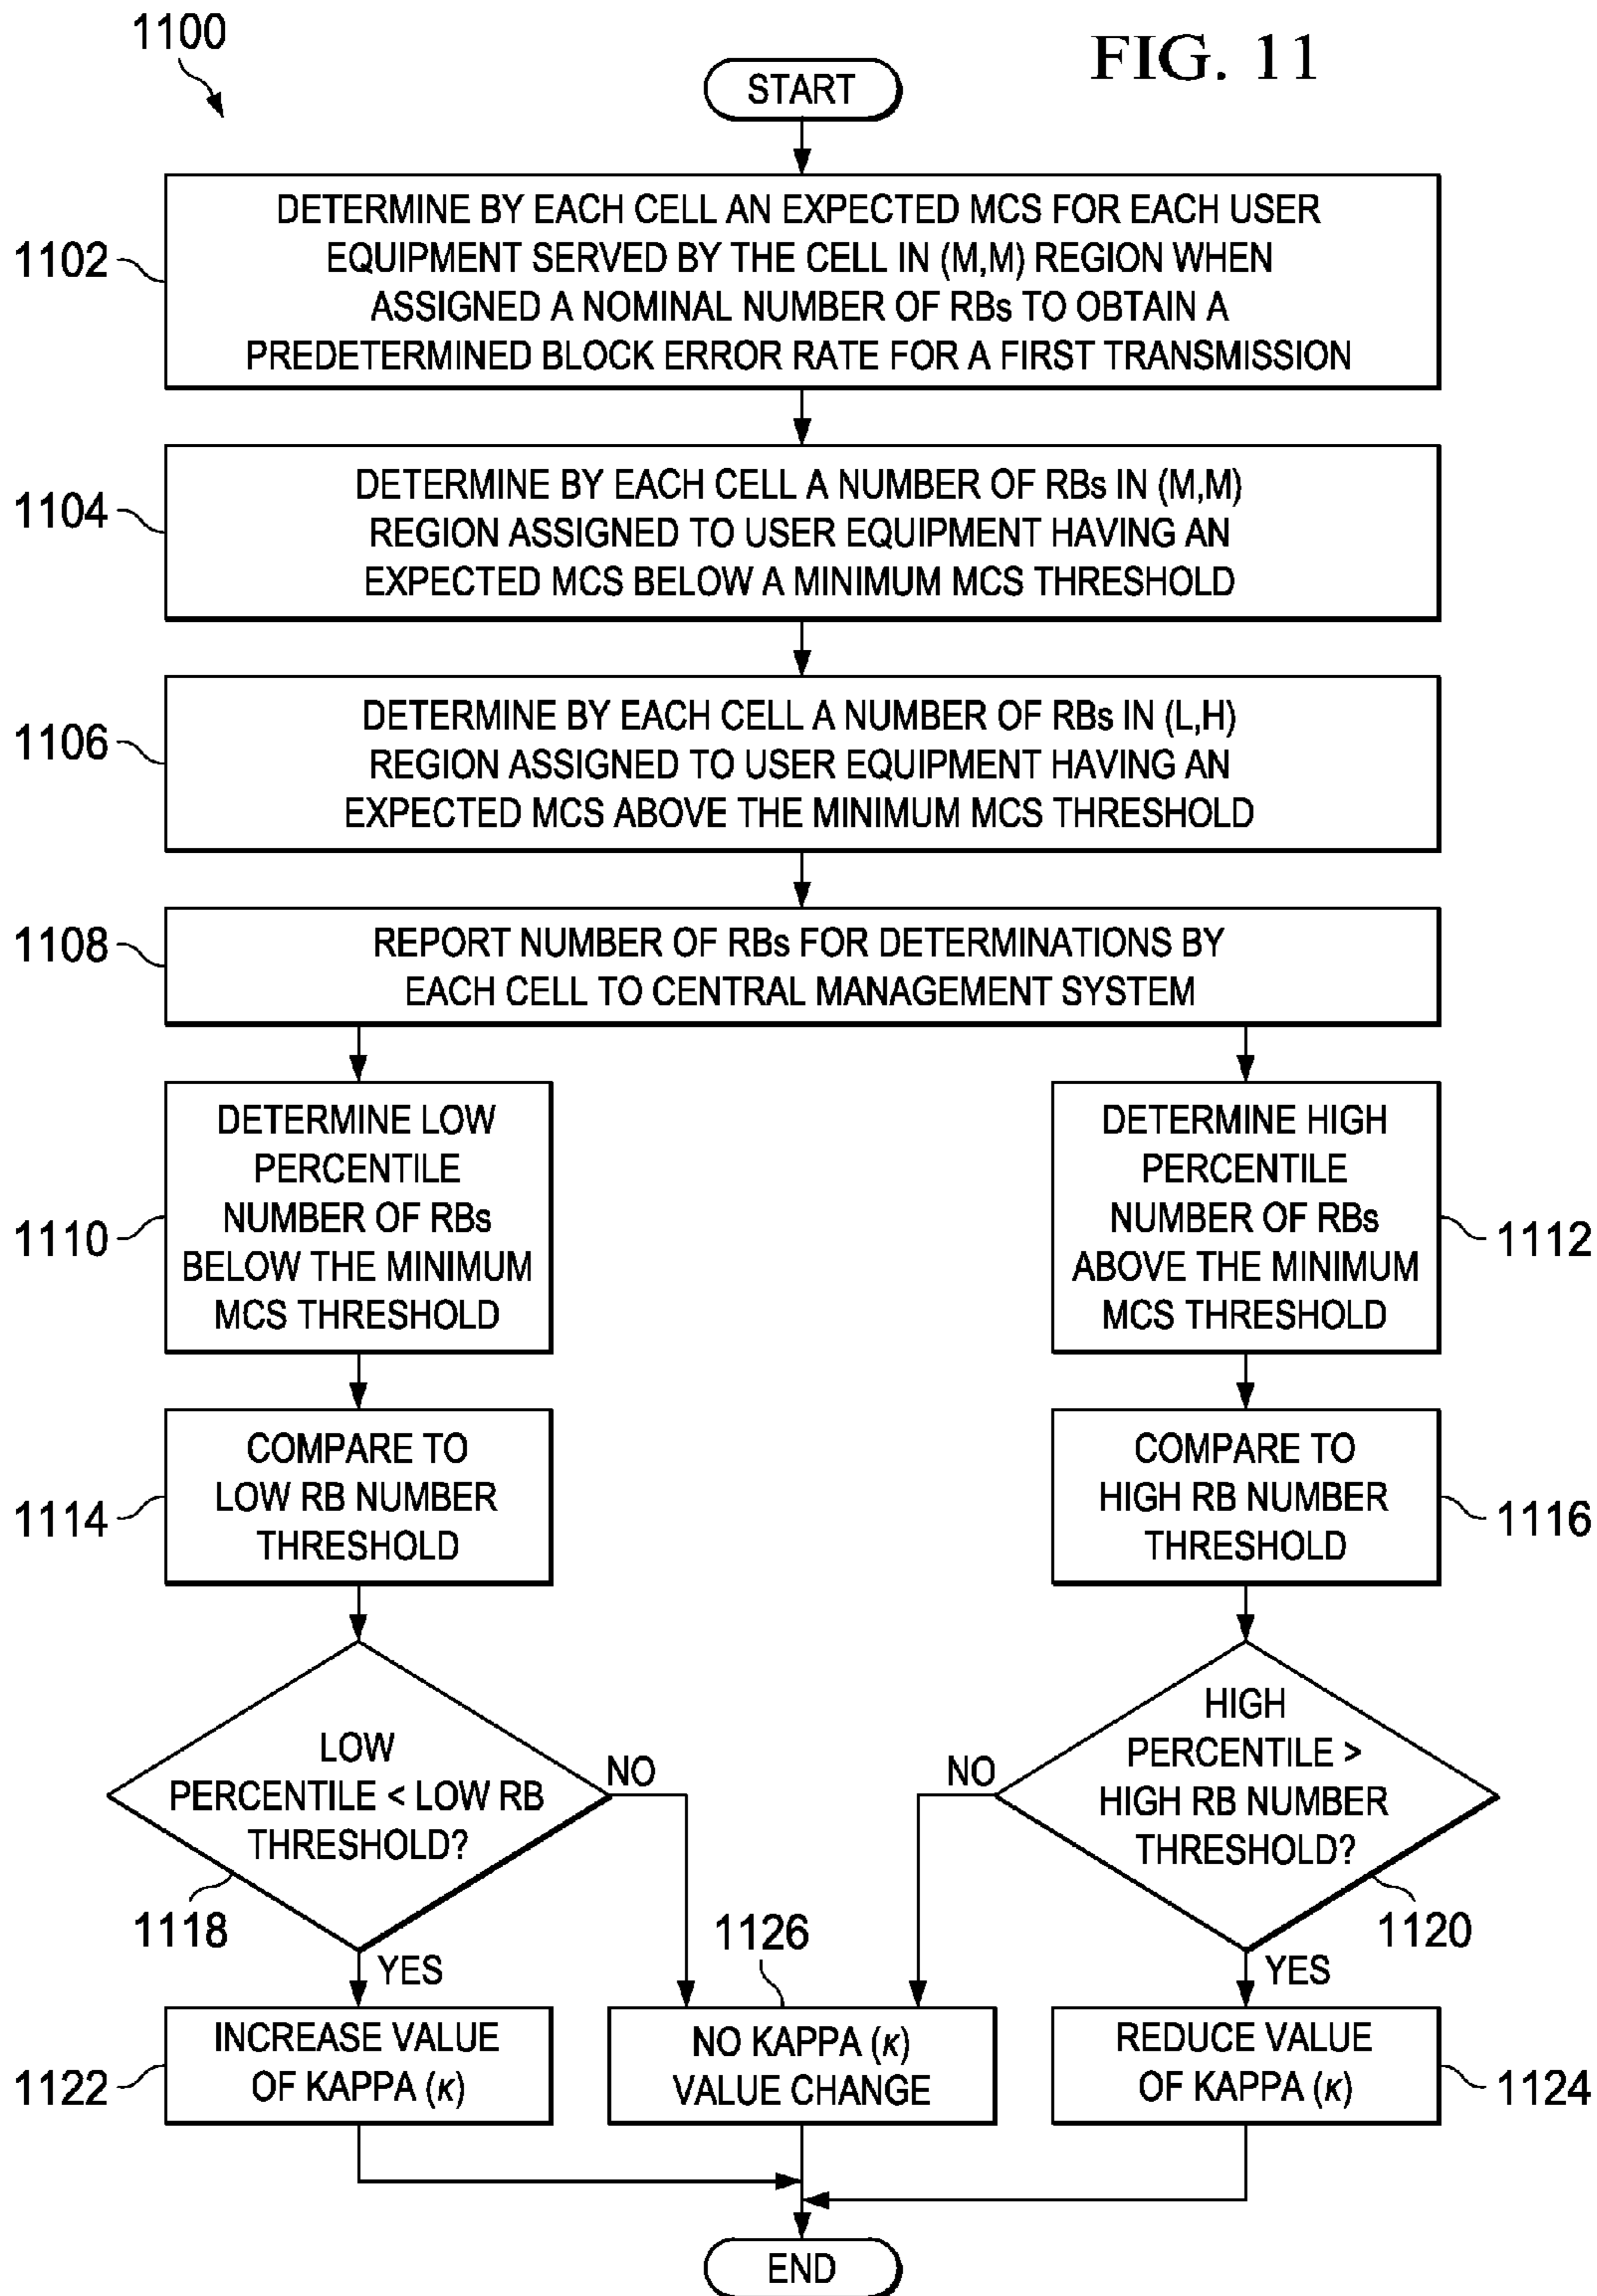 1100
FIG. 11
START
1102
DETERMINE BY EACH CELL AN EXPECTED MCS FOR EACH USER
EQUIPMENT SERVED BY THE CELL IN (M,M) REGION WHEN
ASSIGNED A NOMINAL NUMBER OF RBs TO OBTAIN A
PREDETERMINED BLOCK ERROR RATE FOR A FIRST TRANSMISSION
1104
DETERMINE BY EACH CELL A NUMBER OF RBs IN (M,M)
REGION ASSIGNED TO USER EQUIPMENT HAVING AN
EXPECTED MCS BELOW A MINIMUM MCS THRESHOLD
1106
DETERMINE BY EACH CELL A NUMBER OF RBs IN (L,H)
REGION ASSIGNED TO USER EQUIPMENT HAVING AN
EXPECTED MCS ABOVE THE MINIMUM MCS THRESHOLD
1108
REPORT NUMBER OF RBs FOR DETERMINATIONS BY
EACH CELL TO CENTRAL MANAGEMENT SYSTEM
1110
DETERMINE LOW
PERCENTILE
NUMBER OF RBs
BELOW THE MINIMUM
MCS THRESHOLD
DETERMINE HIGH
PERCENTILE
NUMBER OF RBs
ABOVE THE MINIMUM
MCS THRESHOLD
1112
1114
COMPARE TO
LOW RB NUMBER
THRESHOLD
COMPARE TO
HIGH RB NUMBER
THRESHOLD
1116
LOW
PERCENTILE < LOW RB
THRESHOLD?
NO
1118
YES
HIGH
PERCENTILE >
HIGH RB NUMBER
THRESHOLD?
NO
1120
YES
1126
1122
INCREASE VALUE
OF KAPPA (κ)
NO KAPPA (κ)
VALUE CHANGE
REDUCE VALUE
OF KAPPA (κ)
1124
END